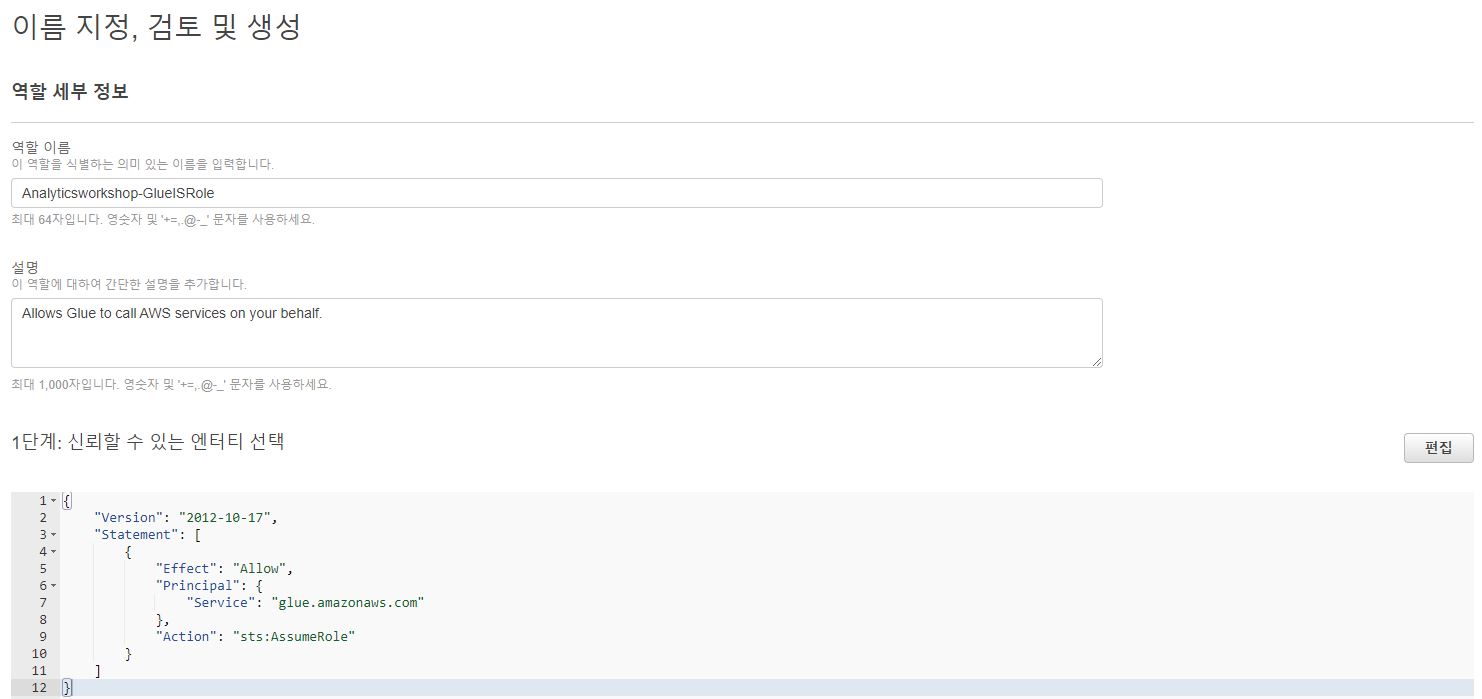 이름 지정, 검토 및 생성
역할 세부 정보
역할 이름
이 역할을 식별하는 의미 있는 이름을 입력합니다.
Analyticsworkshop-GlueISRole
최대 64자입니다. 영숫자 및 '+=,.@-_' 문자를 사용하세요.
설명
이 역할에 대하여 간단한 설명을 추가합니다.
Allows Glue to call AWS services on your behalf.
최대 1,000자입니다. 영숫자 및 '+=,.@-_' 문자를 사용하세요.
1단계: 신뢰할 수 있는 엔터티 선택
편집
1 {
2 "Version": "2012-10-17",
3 "Statement": [
4 {
5 "Effect": "Allow",
6 "Principal": {
7 "Service": "glue.amazonaws.com"
8 },
9 "Action": "sts:AssumeRole"
10 }
11 ]
12 }